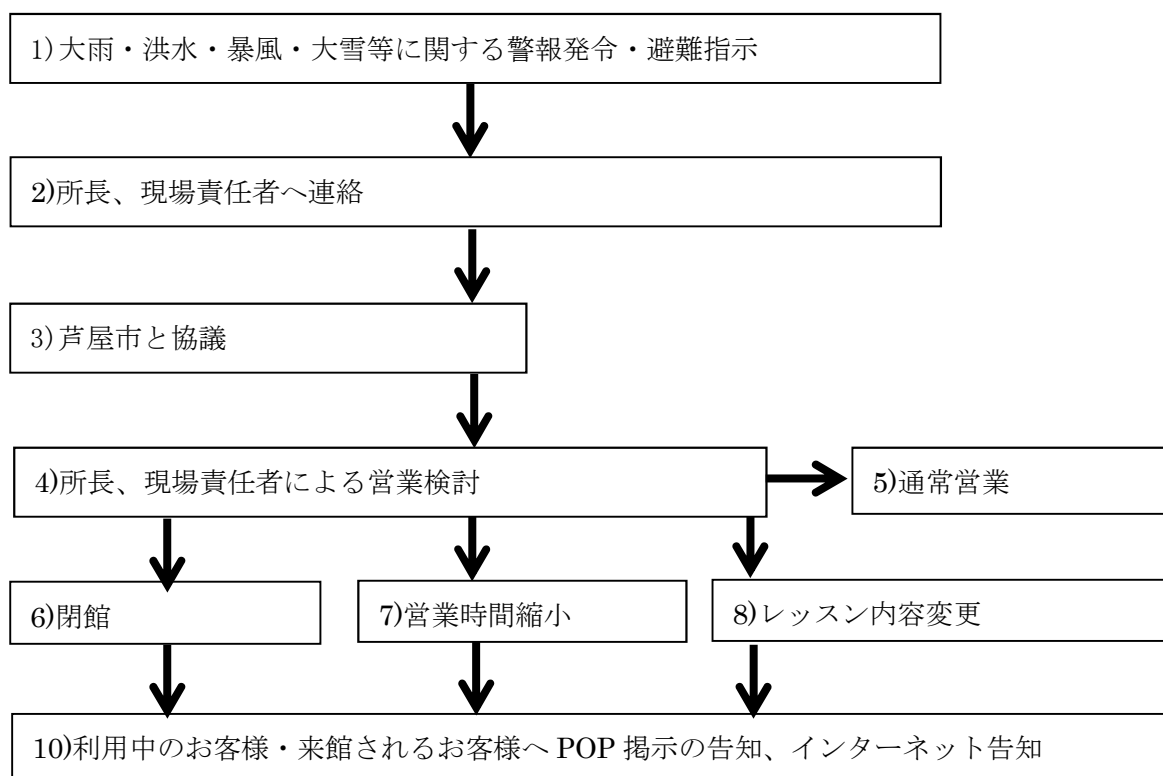 1)大雨・洪水・暴風・大雪等に関する警報発令・避難指示
2)所長、現場責任者へ連絡
3)芦屋市と協議
4)所長、現場責任者による営業検討
5)通常営業
6)閉館
7)営業時間縮小
8)レッスン内容変更
10)利用中のお客様・来館されるお客様へ POP 掲示の告知、インターネット告知